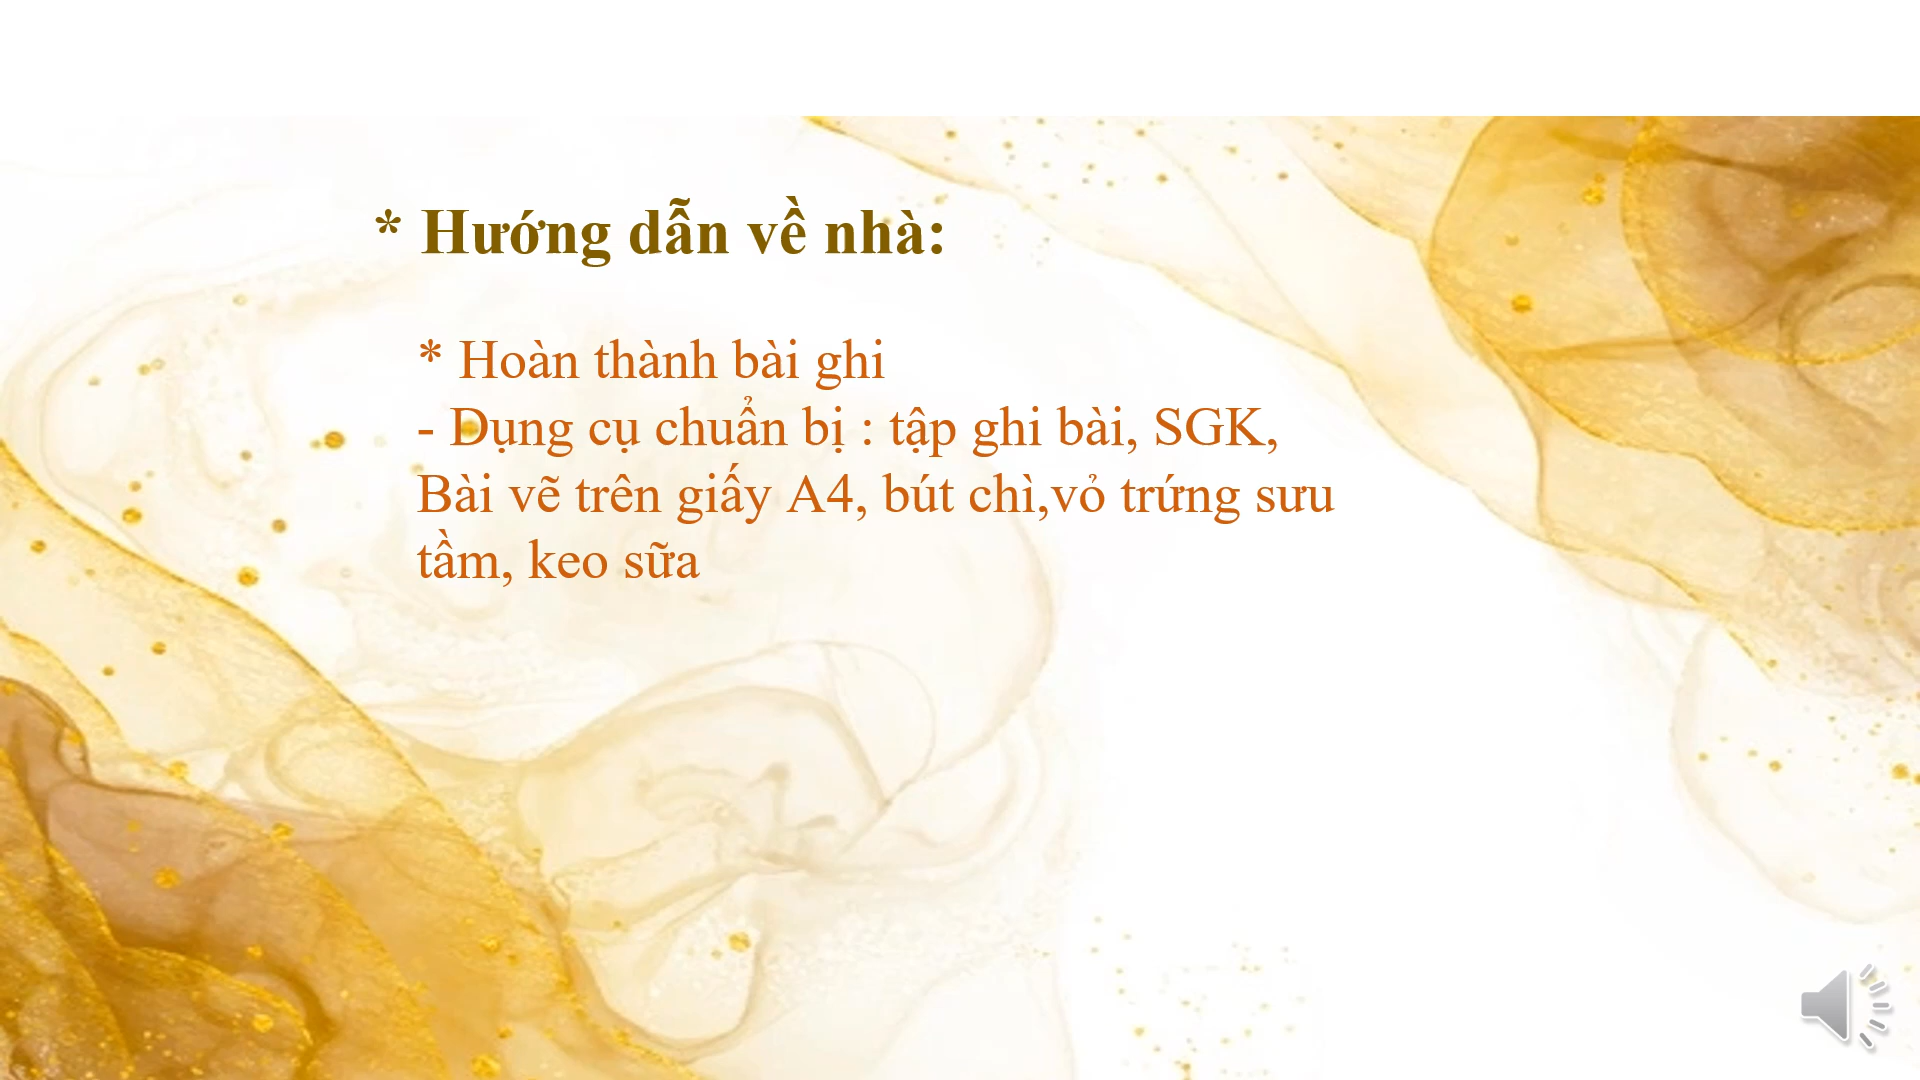 * Hướng dẫn về nhà:
* Hoàn thành bài ghi
- Dụng cụ chuẩn bị : tập ghi bài, SGK,
Bài vẽ trên giấy A4, bút chì,vỏ trứng sưu
tầm, keo sữa